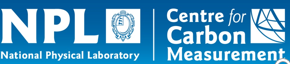 NPL
National Physical Laboratory
Centre for
Carbon
Measurement